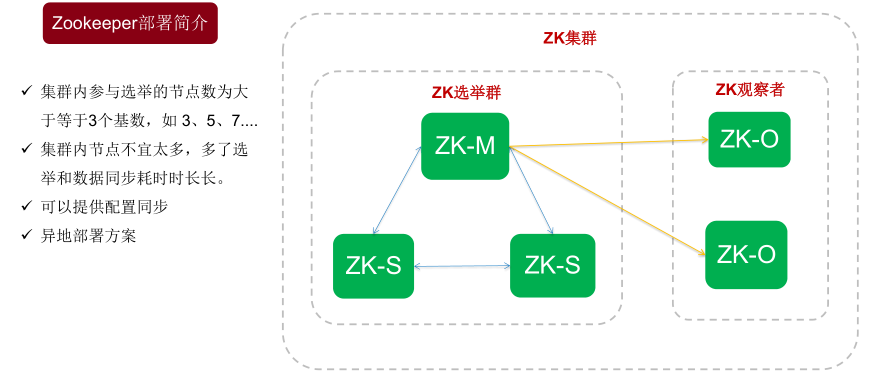 Zookeeper部署简介
✓ 集群内参与选举的节点数为大
于等于3个基数，如 3、5、7....
✓ 集群内节点不宜太多，多了选
举和数据同步耗时时长长。
✓ 可以提供配置同步
✓ 异地部署方案
ZK集群
ZK选举群
ZK-M
ZK-S
ZK-S
ZK观察者
ZK-O
ZK-O